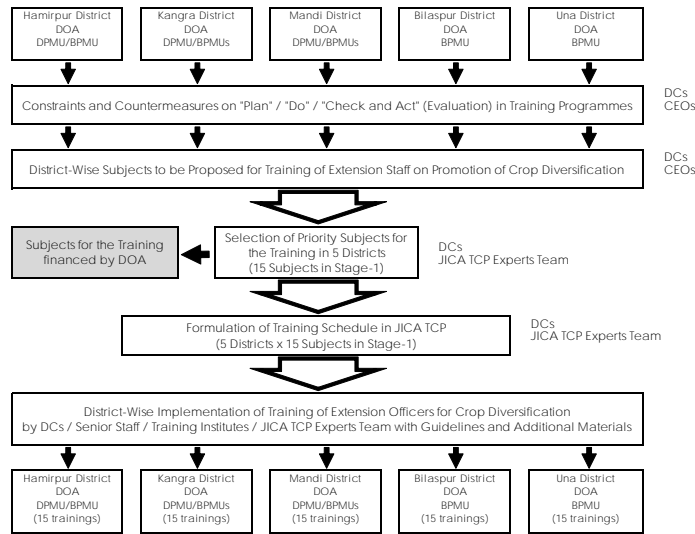 Hamirpur District
DOA
DPMU/BPMU
Kangra District
DOA
DPMU/BPMUs
Mandi District
DOA
DPMU/BPMUs
Bilaspur District
DOA
BPMU
Una District
DOA
BPMU
Constraints and Countermeasures on "Plan" / "Do" / "Check and Act" (Evaluation) in Training Programmes
DCs
CEOs
District-Wise Subjects to be Proposed for Training of Extension Staff on Promotion of Crop Diversification
DCs
CEOs
Subjects for the Training
financed by DOA
Selection of Priority Subjects for
the Training in 5 Districts
(15 Subjects in Stage-1)
DCs
JICA TCP Experts Team
Formulation of Training Schedule in JICA TCP
(5 Districts x 15 Subjects in Stage-1)
DCs
JICA TCP Experts Team
District-Wise Implementation of Training of Extension Officers for Crop Diversification
by DCs / Senior Staff / Training Institutes / JICA TCP Experts Team with Guidelines and Additional Materials
Hamirpur District
DOA
DPMU/BPMU
(15 trainings)
Kangra District
DOA
DPMU/BPMUs
(15 trainings)
Mandi District
DOA
DPMU/BPMUs
(15 trainings)
Bilaspur District
DOA
BPMU
(15 trainings)
Una District
DOA
BPMU
(15 trainings)